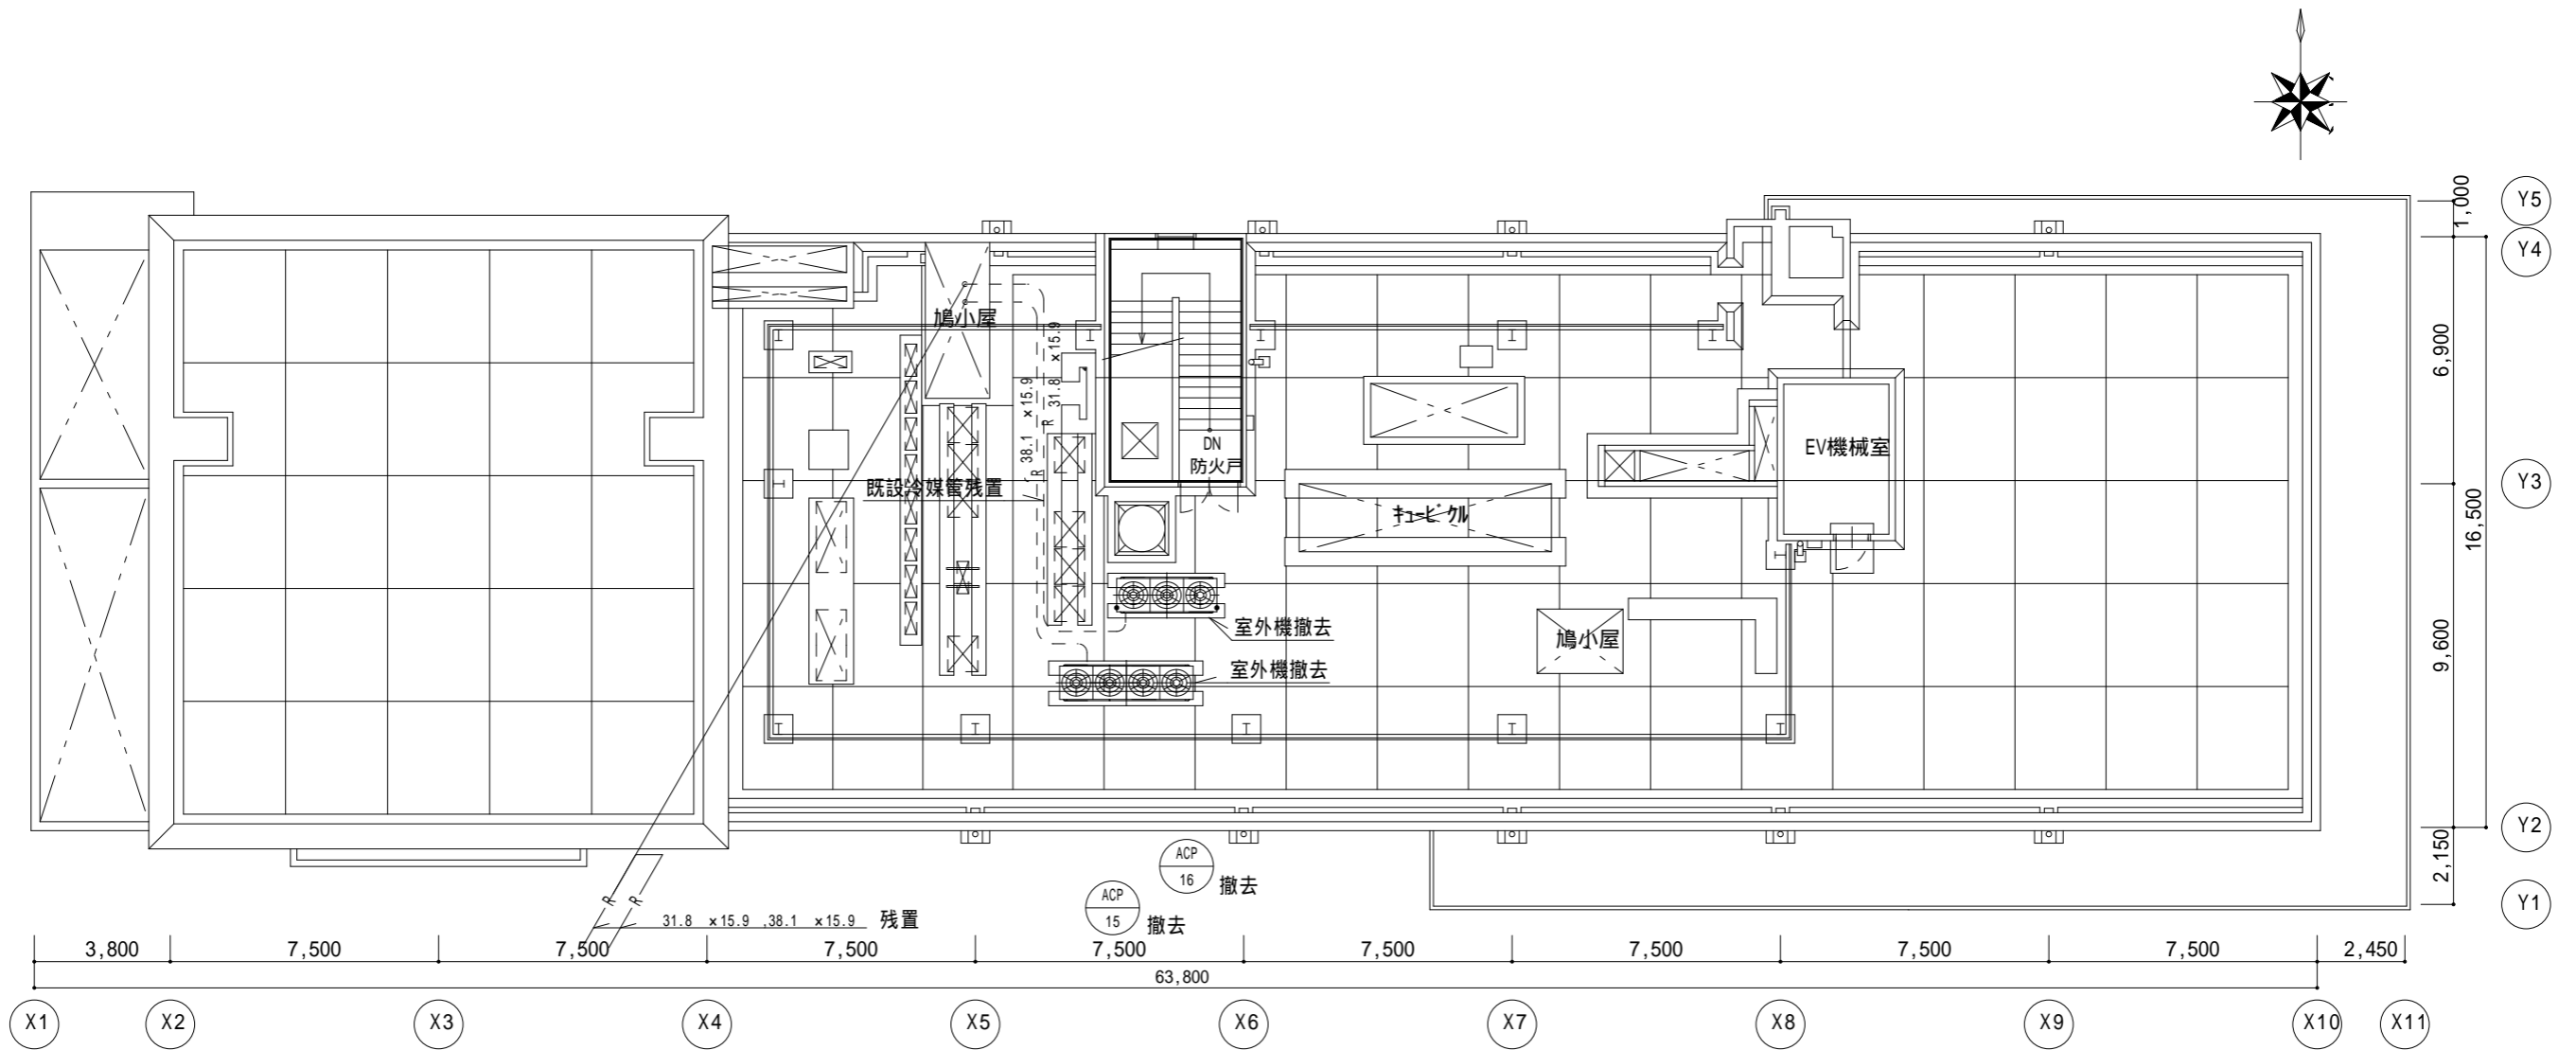 Y5
1,000
Y4
6,900
鳩小屋
31.8 ×15.9
R
38.1 ×15.9
R
DN
防火戸
EV機械室
既設冷媒管残置
キュービクル
Y3
16,500
室外機撤去
鳩小屋
室外機撤去
9,600
Y2
2,150
ACP
16
撤去
ACP
15
撤去
Y1
R
R
31.8 ×15.9 ,38.1 ×15.9 残置
3,800 7,500 7,500 7,500 7,500 7,500 7,500 7,500 7,500 2,450
63,800
X1 X2 X3 X4 X5 X6 X7 X8 X9 X10 X11